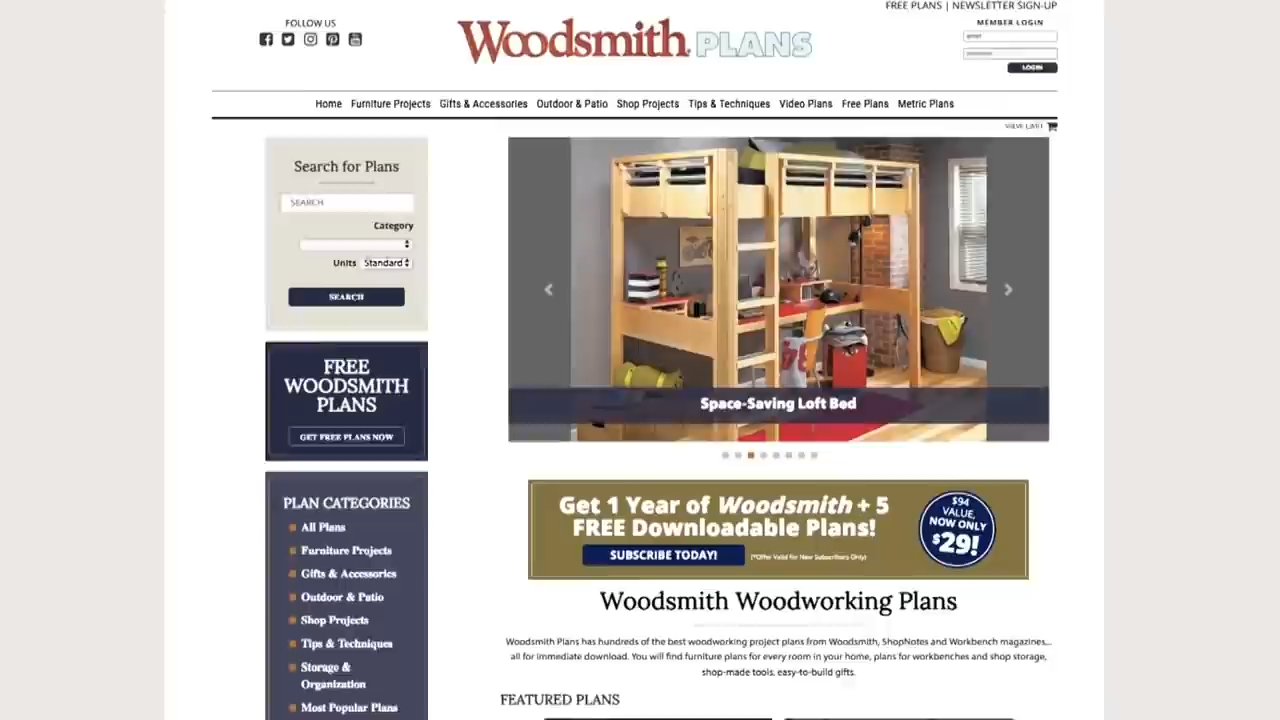 FREE PLANS | NEWSLETTER SIGN-UP
FOLLOW US
MEMBER LOGIN
Woodsmith PLANS
LOGIN
Home Furniture Projects Gifts & Accessories Outdoor & Patio Shop Projects Tips & Techniques Video Plans Free Plans Metric Plans
VIEW CART
Search for Plans
SEARCH
Category
Units Standard
SEARCH
FREE
WOODSMITH
PLANS
GET FREE PLANS NOW
PLAN CATEGORIES
All Plans
Furniture Projects
Gifts & Accessories
Outdoor & Patio
Shop Projects
Tips & Techniques
Storage &
Organization
Most Popular Plans
Space-Saving Loft Bed
Get 1 Year of Woodsmith + 5
FREE Downloadable Plans!
SUBSCRIBE TODAY! (*Offer Valid for New Subscribers Only)
$94
VALUE,
NOW ONLY
$29!
Woodsmith Woodworking Plans
Woodsmith Plans has hundreds of the best woodworking project plans from Woodsmith, ShopNotes and Workbench magazines...
all for immediate download. You will find furniture plans for every room in your home, plans for workbenches and shop storage,
shop-made tools, easy-to-build gifts.
FEATURED PLANS